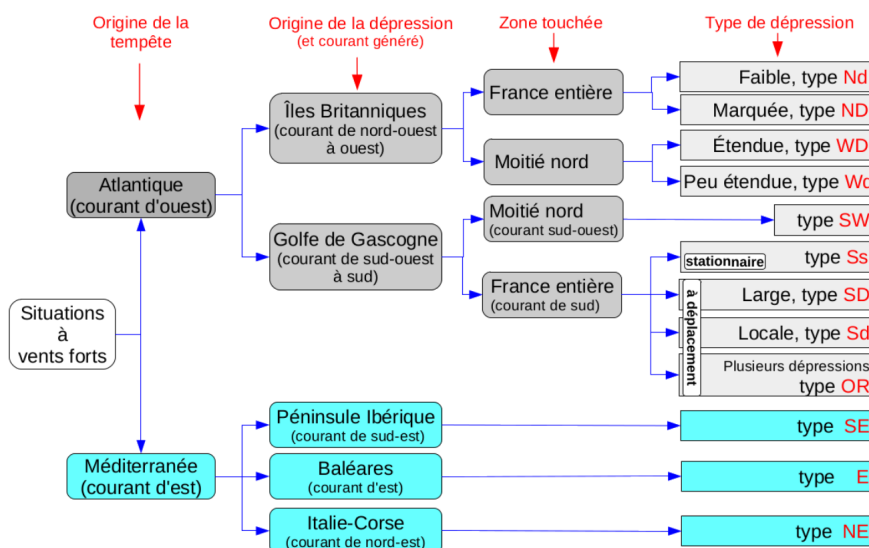 Origine de la
tempête
Origine de la dépression
(et courant généré)
Zone touchée
Type de dépression
Situations
à
vents forts
Atlantique
(courant d'ouest)
Îles Britanniques
(courant de nord-ouest
à ouest)
France entière
Faible, type Nd
Marquée, type ND
Moitié nord
Étendue, type WD
Peu étendue, type Wd
Golfe de Gascogne
(courant de sud-ouest
à sud)
Moitié nord
(courant sud-ouest)
type SW
France entière
(courant de sud)
stationnaire
type Ss
à déplacement
Large, type SD
Locale, type Sd
Plusieurs dépressions
type OR
Méditerranée
(courant d'est)
Péninsule Ibérique
(courant de sud-est)
type SE
Baléares
(courant d'est)
type E
Italie-Corse
(courant de nord-est)
type NE